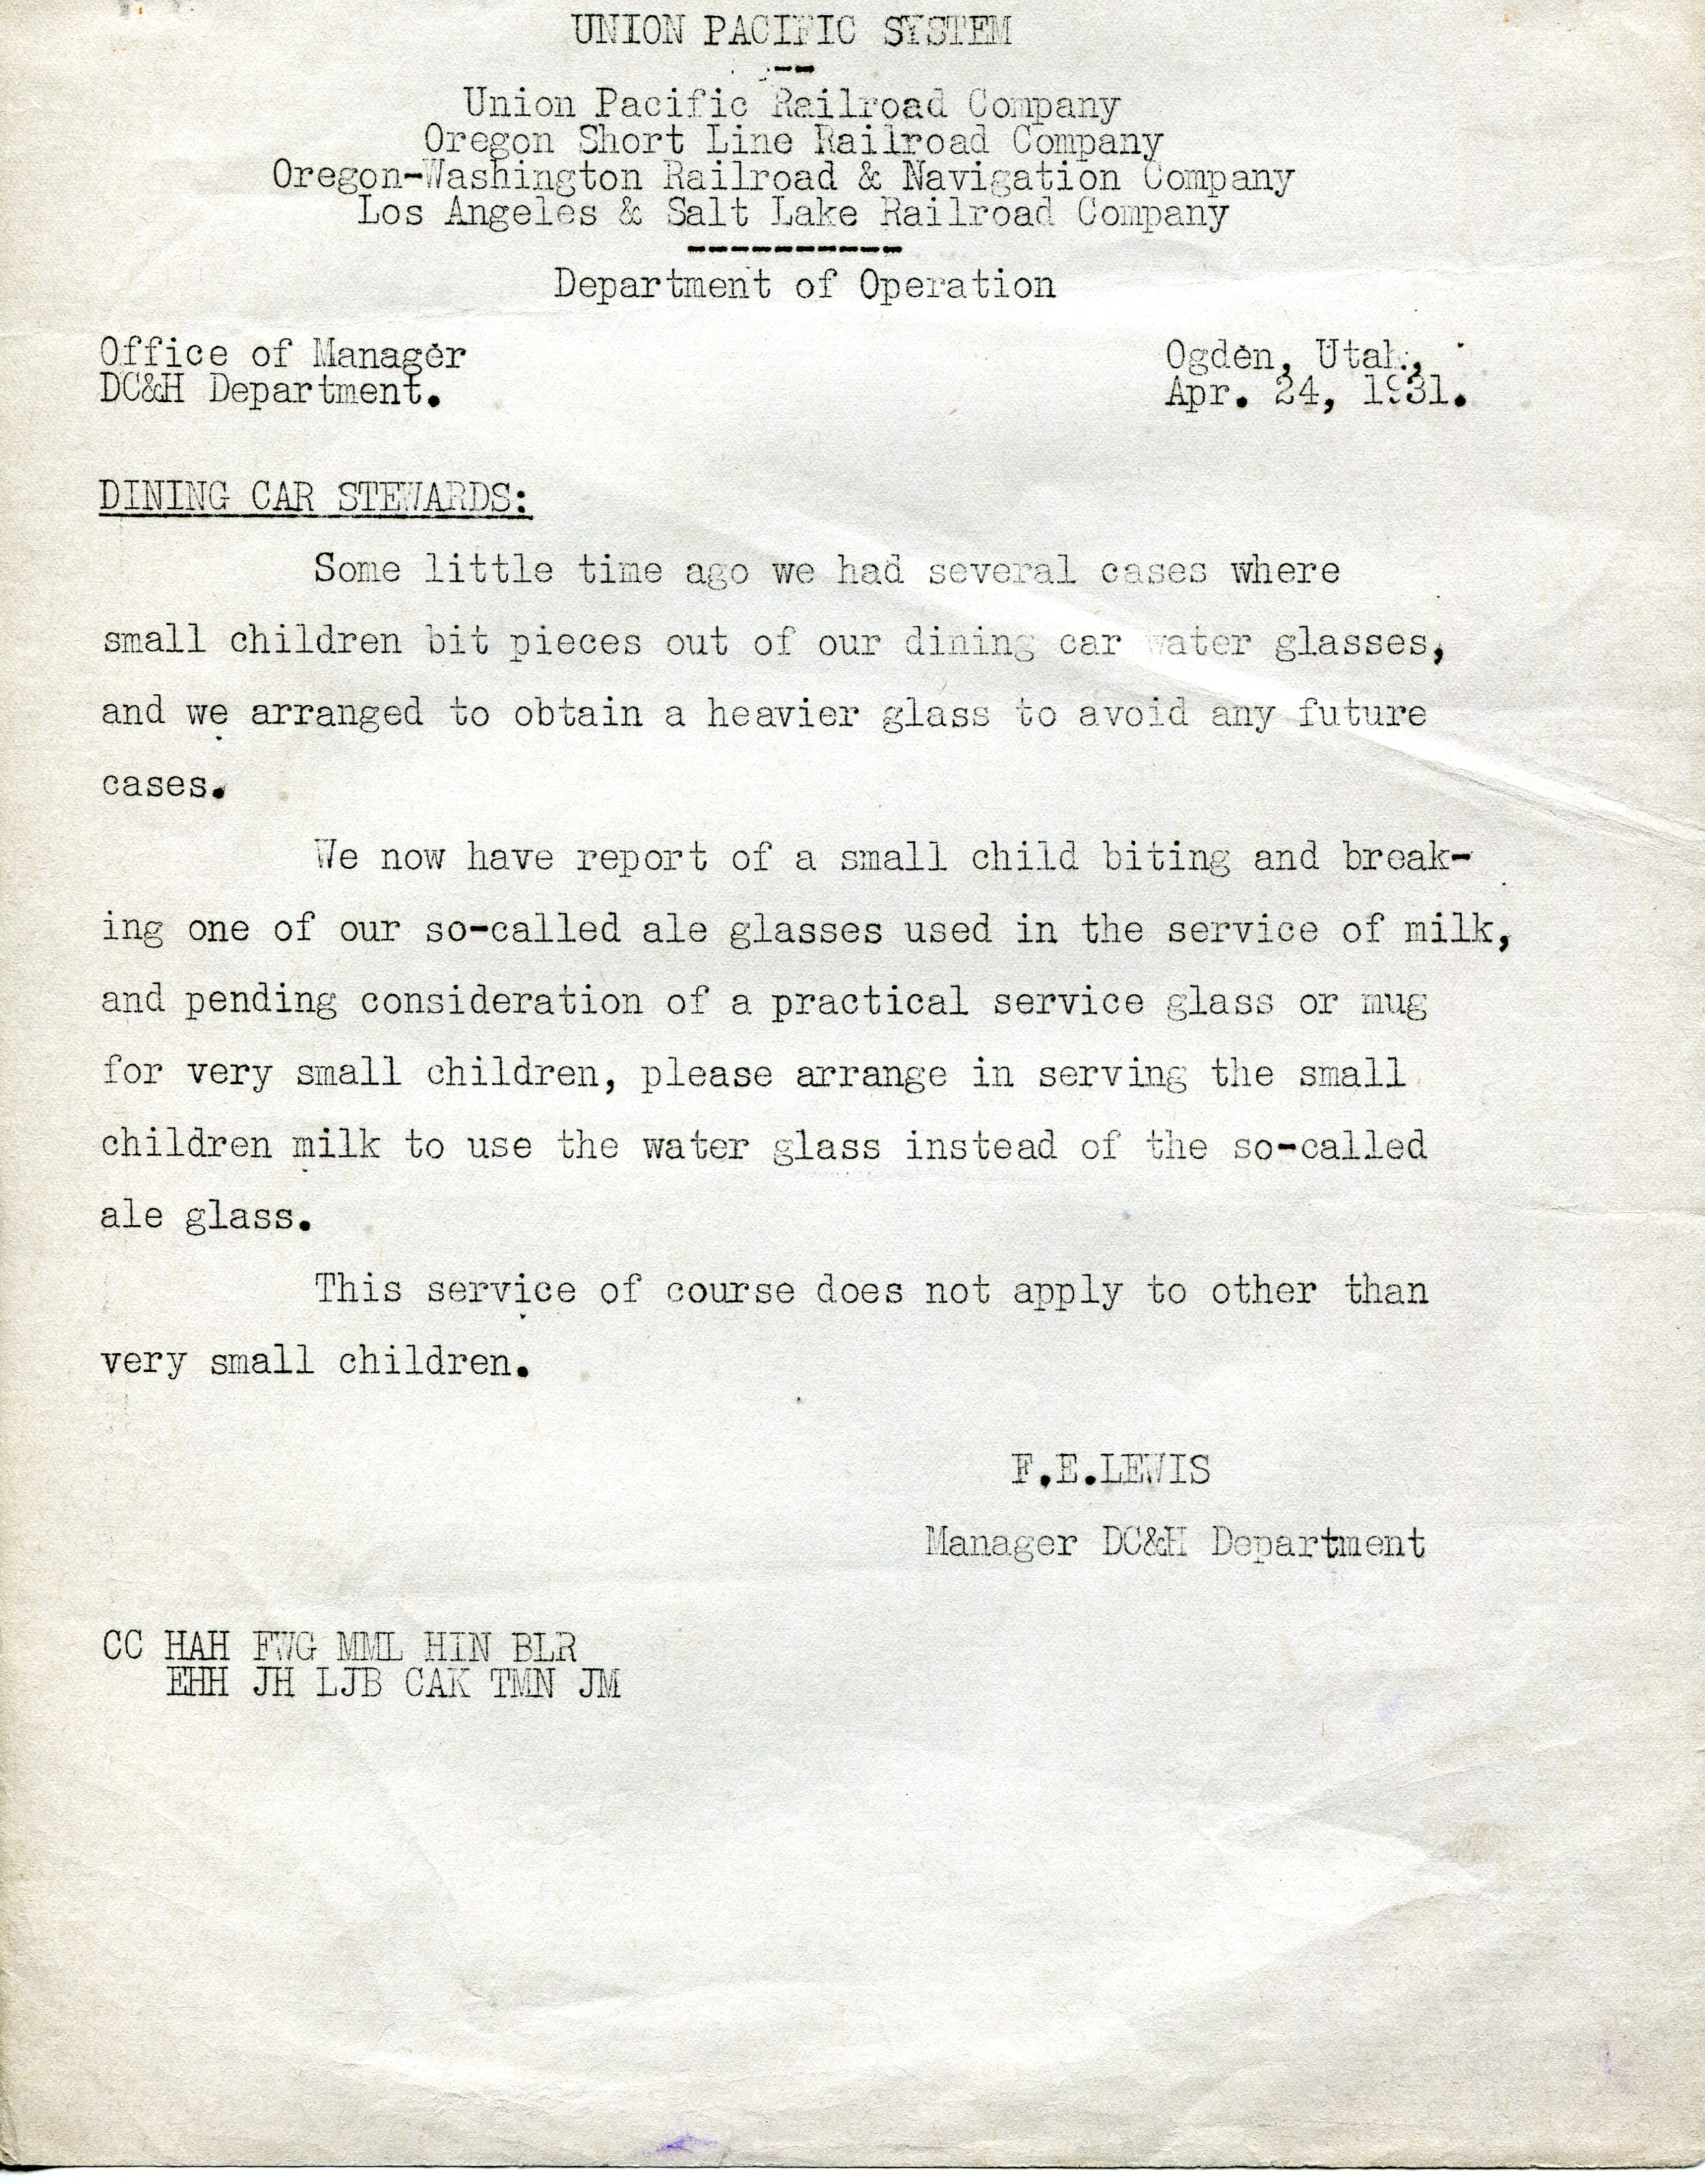 UNION PACIFIC SYSTEM
--
Union Pacific Railroad Company
Oregon Short Line Railroad Company
Oregon-Washington Railroad & Navigation Company
Los Angeles & Salt Lake Railroad Company
----------
Department of Operation
Office of Manager
DC&H Department.
Ogden, Utah,
Apr. 24, 1931.
DINING CAR STEWARDS:
Some little time ago we had several cases where
small children bit pieces out of our dining car water glasses,
and we arranged to obtain a heavier glass to avoid any future
cases.
We now have report of a small child biting and break-
ing one of our so-called ale glasses used in the service of milk,
and pending consideration of a practical service glass or mug
for very small children, please arrange in serving the small
children milk to use the water glass instead of the so-called
ale glass.
This service of course does not apply to other than
very small children.
F.E.LEWIS
Manager DC&H Department
CC HAH FWG MML HIN BLR
EHH JH LJB CAK TMN JM